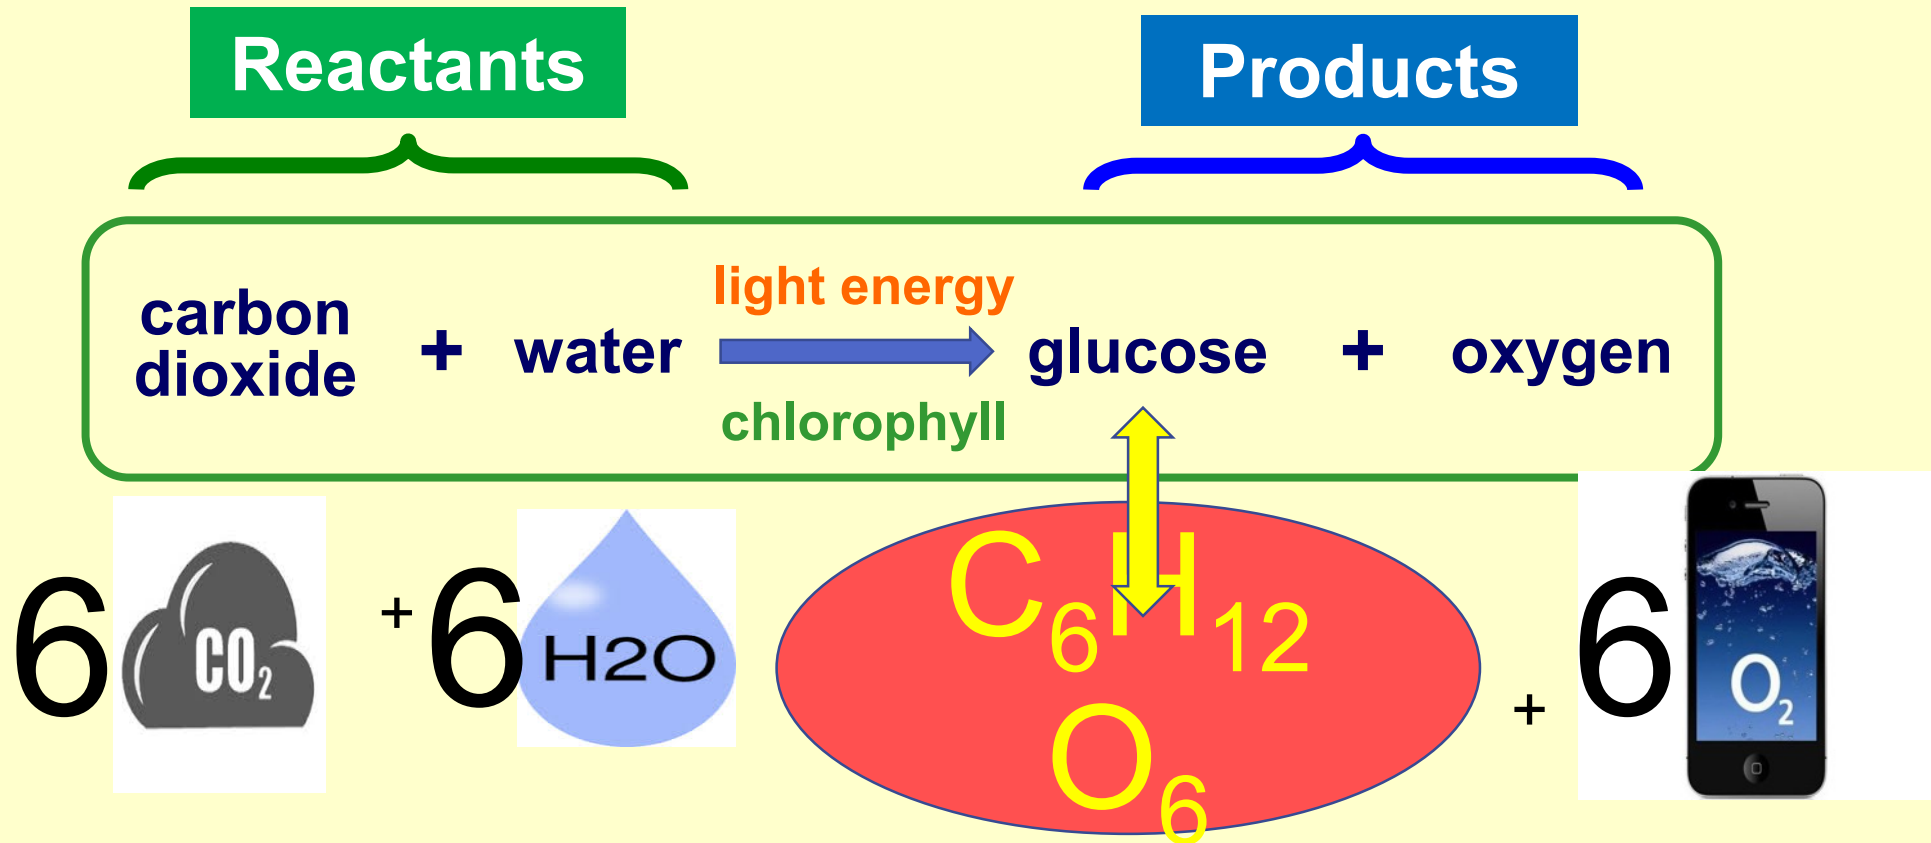 Reactants
Products
light energy
carbon
dioxide
+ water
glucose + oxygen
chlorophyll
6 CO₂ + 6 H2O
C₆H₁₂
O₆
+ 6 O₂